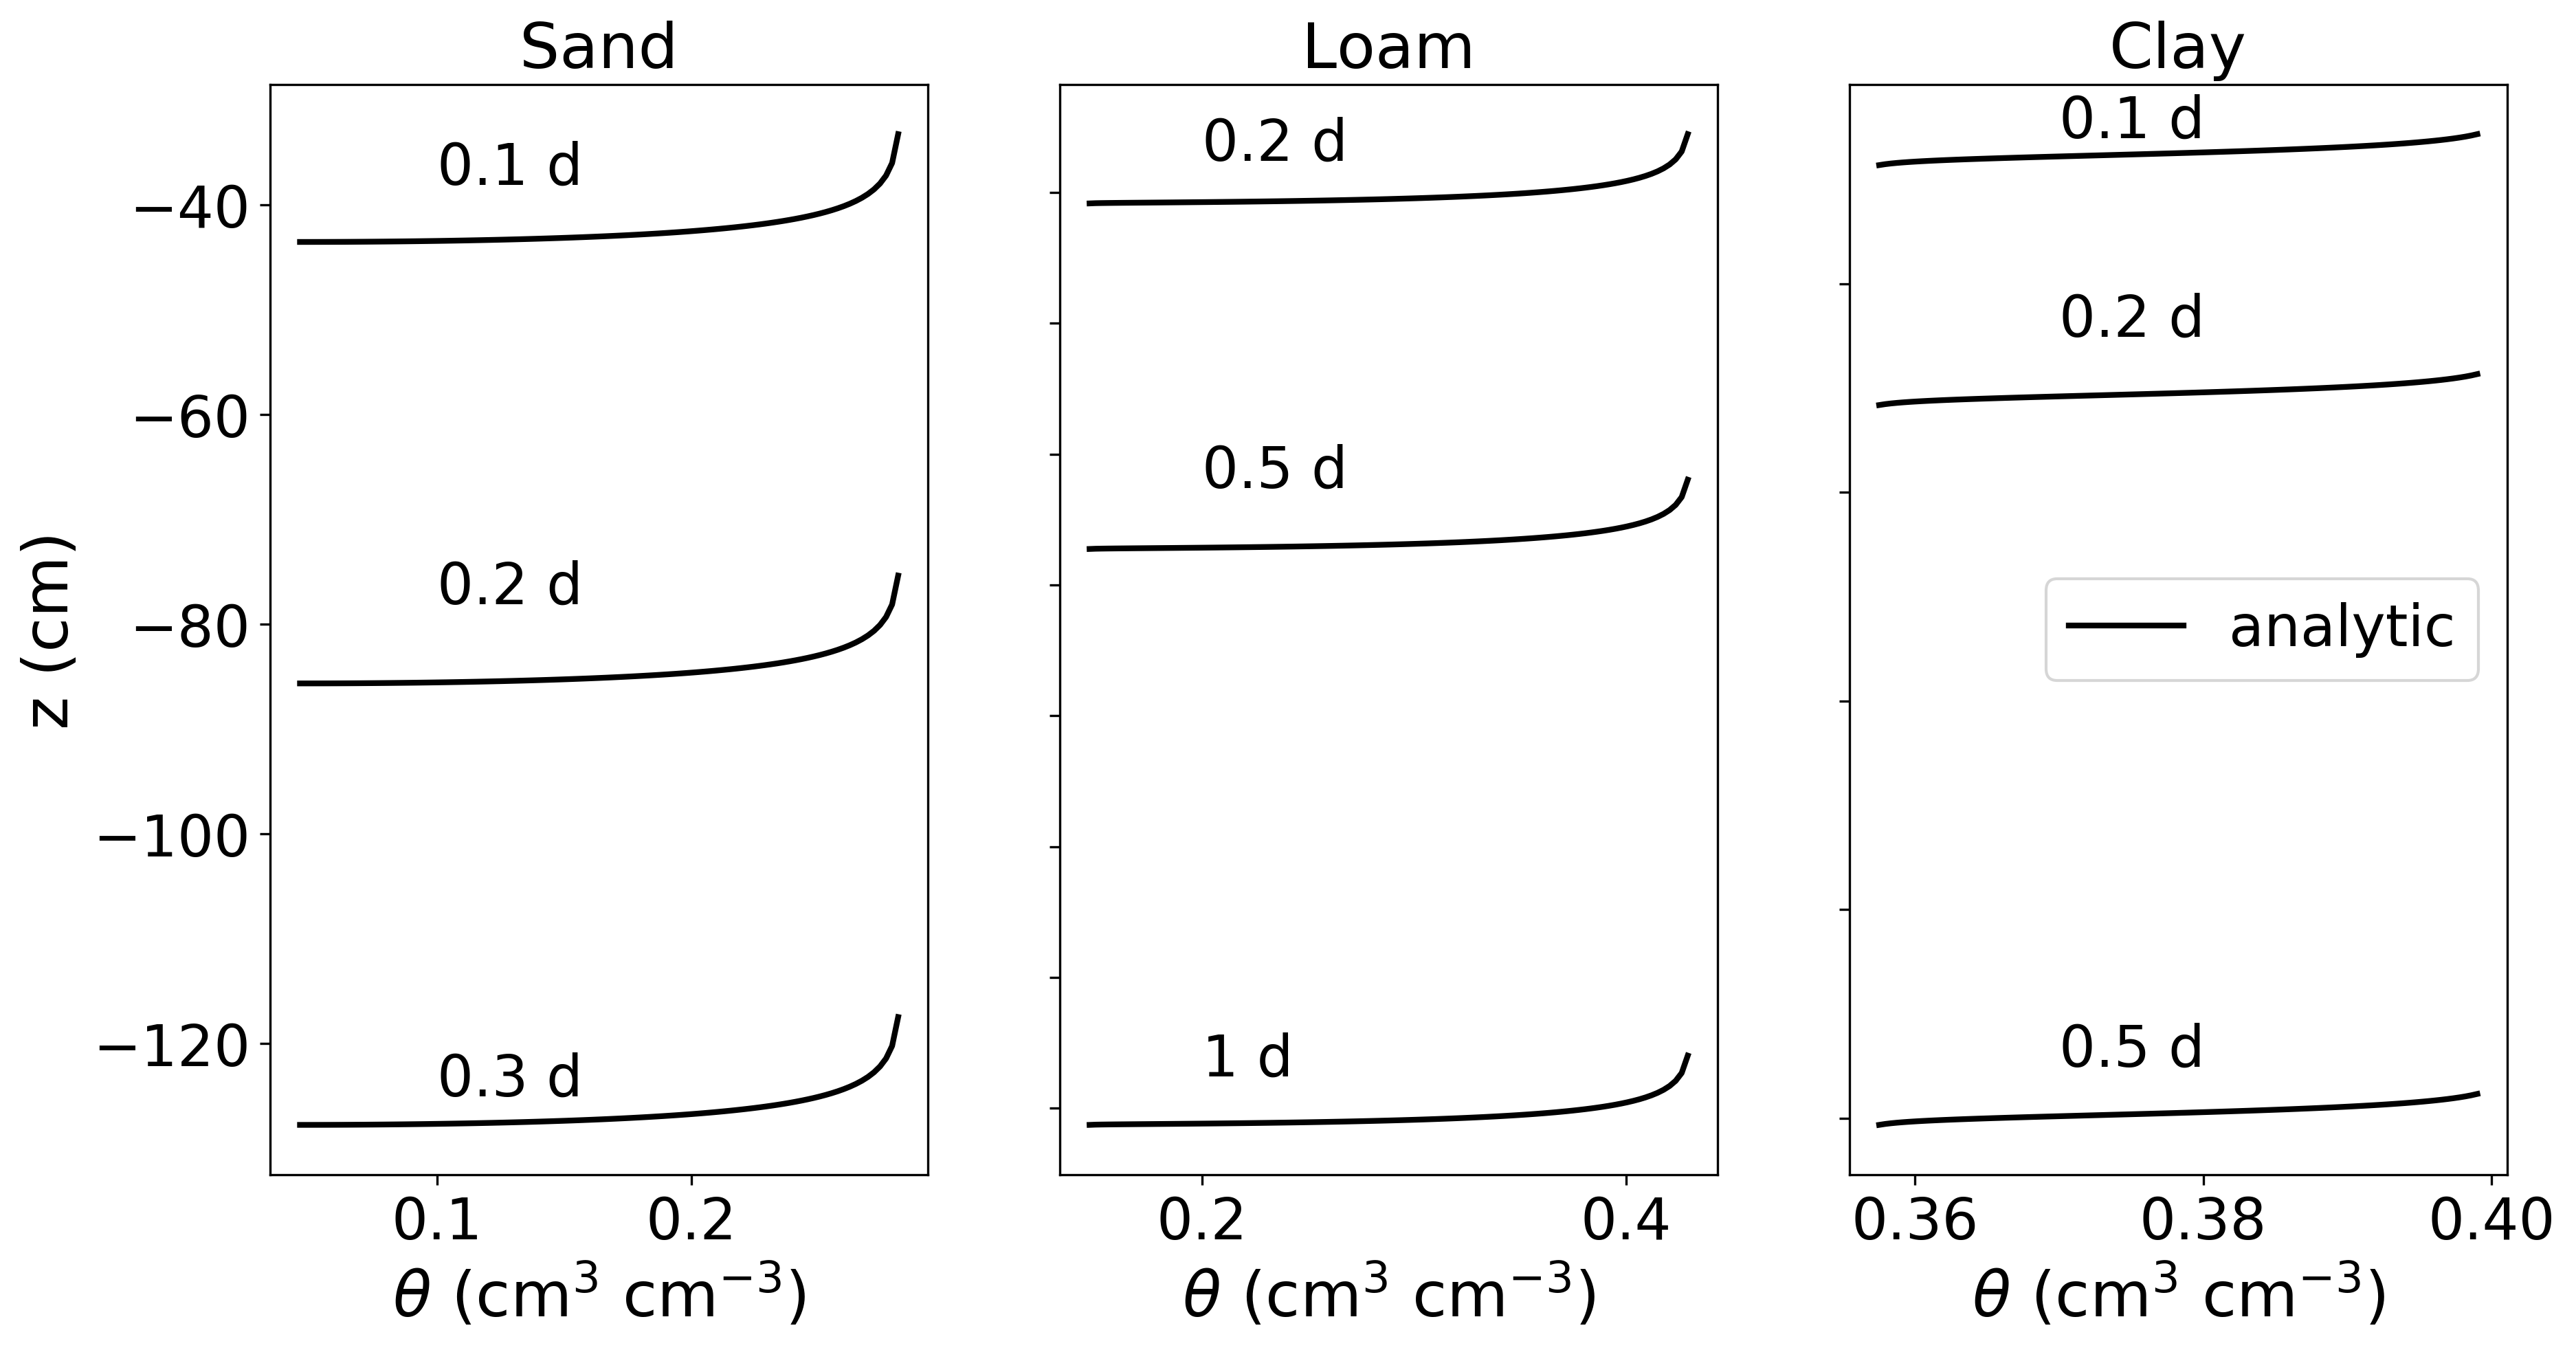 Sand
Loam
Clay
z (cm)
−40
−60
−80
−100
−120
0.1 d
0.2 d
0.3 d
0.1
0.2
θ (cm³ cm⁻³)
0.2 d
0.5 d
1 d
0.2
0.4
θ (cm³ cm⁻³)
0.1 d
0.2 d
analytic
0.5 d
0.36
0.38
0.40
θ (cm³ cm⁻³)